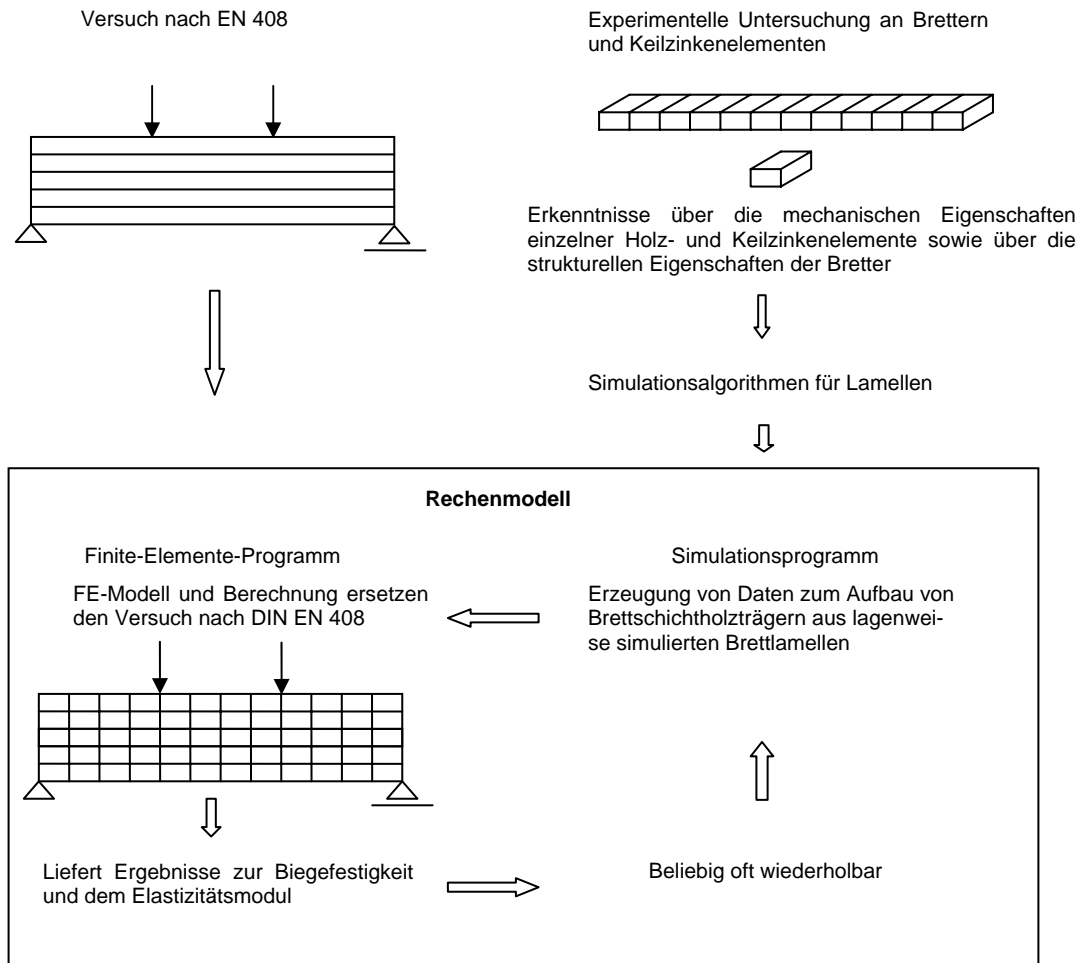 Versuch nach EN 408
Experimentelle Untersuchung an Brettern
und Keilzinkenelementen
Erkenntnisse über die mechanischen Eigenschaften
einzelner Holz- und Keilzinkenelemente sowie über die
strukturellen Eigenschaften der Bretter
Simulationsalgorithmen für Lamellen
Rechenmodell
Finite-Elemente-Programm
FE-Modell und Berechnung ersetzen
den Versuch nach DIN EN 408
Simulationsprogramm
Erzeugung von Daten zum Aufbau von
Brettschichtholzträgern aus lagenwei-
se simulierten Brettlamellen
Liefert Ergebnisse zur Biegefestigkeit
und dem Elastizitätsmodul
Beliebig oft wiederholbar